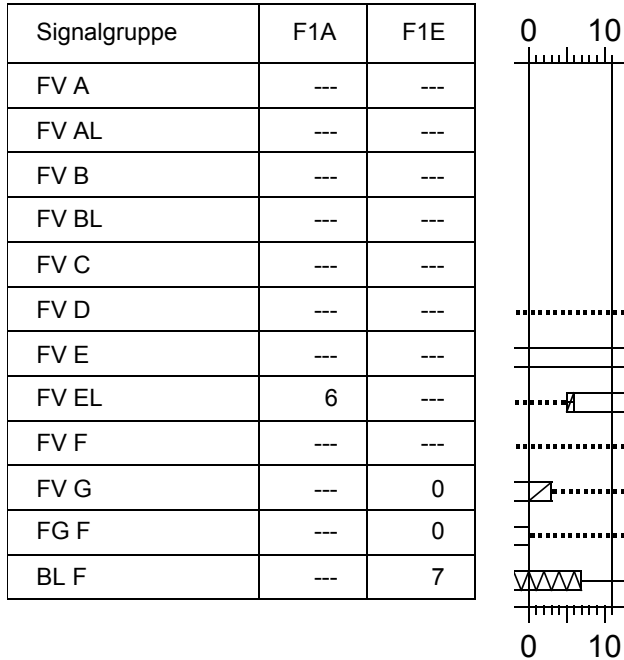 Signalgruppe F1A F1E 0 10
FV A --- ---
FV AL --- ---
FV B --- ---
FV BL --- ---
FV C --- ---
FV D --- ---
FV E --- ---
FV EL 6 ---
FV F --- ---
FV G --- 0
FG F --- 0
BL F --- 7
0 10